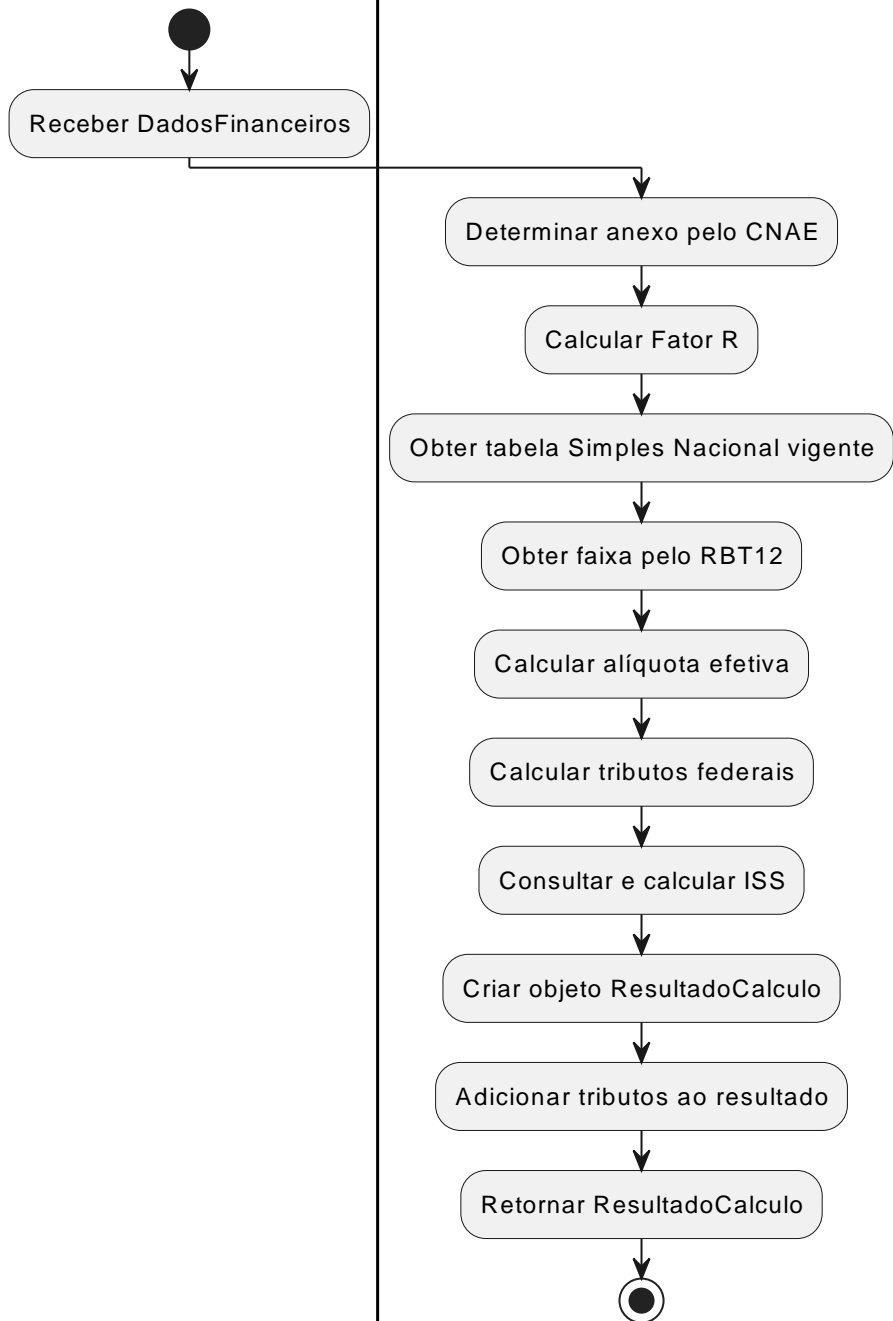 Receber DadosFinanceiros
Determinar anexo pelo CNAE
Calcular Fator R
Obter tabela Simples Nacional vigente
Obter faixa pelo RBT12
Calcular alíquota efetiva
Calcular tributos federais
Consultar e calcular ISS
Criar objeto ResultadoCalculo
Adicionar tributos ao resultado
Retornar ResultadoCalculo